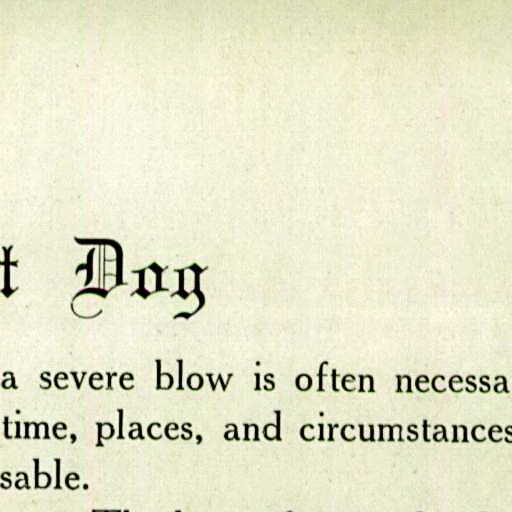 t Dog
a severe blow is often necessa
time, places, and circumstances
sable.